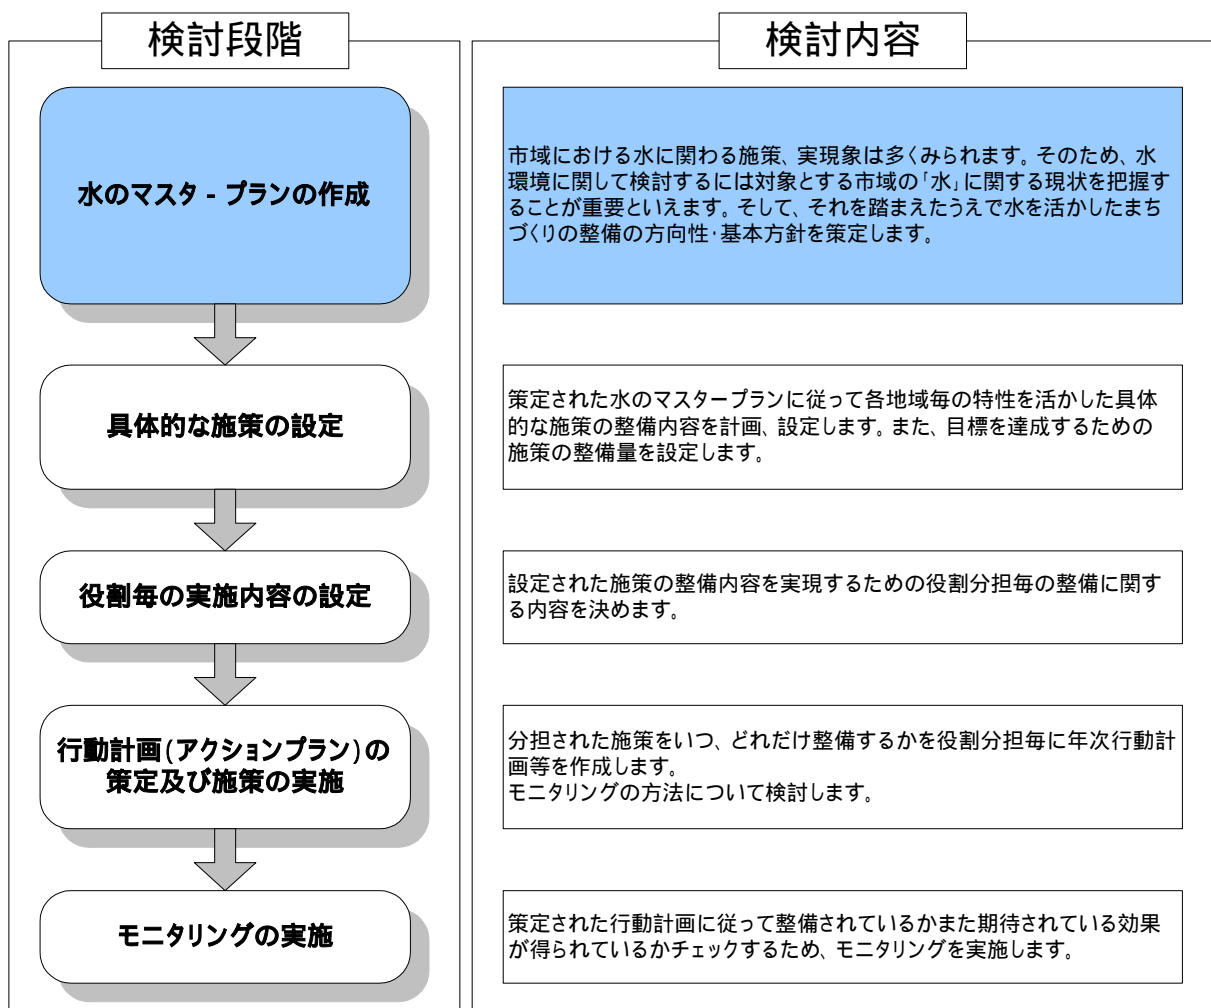 検討段階
検討内容
水のマスタ - プランの作成
市域における水に関わる施策、実現象は多くみられます。そのため、水
環境に関して検討するには対象とする市域の「水」に関する現状を把握す
ることが重要といえます。そして、それを踏まえたうえで水を活かしたまち
づくりの整備の方向性・基本方針を策定します。
具体的な施策の設定
策定された水のマスタープランに従って各地域毎の特性を活かした具体
的な施策の整備内容を計画、設定します。また、目標を達成するための
施策の整備量を設定します。
役割毎の実施内容の設定
設定された施策の整備内容を実現するための役割分担毎の整備に関す
る内容を決めます。
行動計画(アクションプラン)の
策定及び施策の実施
分担された施策をいつ、どれだけ整備するかを役割分担毎に年次行動計
画等を作成します。
モニタリングの方法について検討します。
モニタリングの実施
策定された行動計画に従って整備されているかまた期待されている効果
が得られているかチェックするため、モニタリングを実施します。